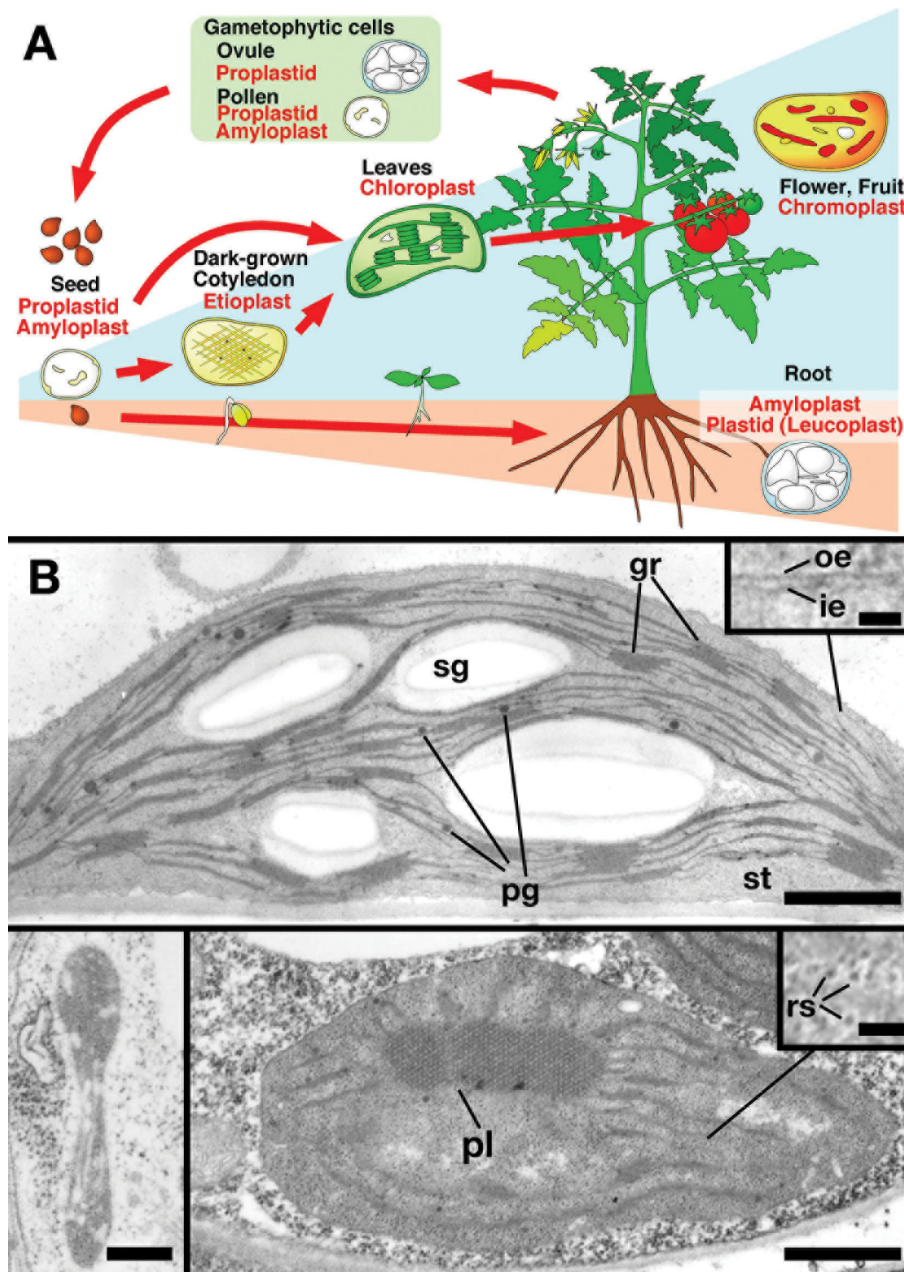 A
Gametophytic cells
Ovule
Proplastid
Pollen
Proplastid
Amyloplast
Leaves
Chloroplast
Flower, Fruit
Chromoplast
Dark-grown
Cotyledon
Etioplast
Seed
Proplastid
Amyloplast
Root
Amyloplast
Plastid (Leucoplast)
B
gr
oe
ie
sg
pg
st
rs
pl